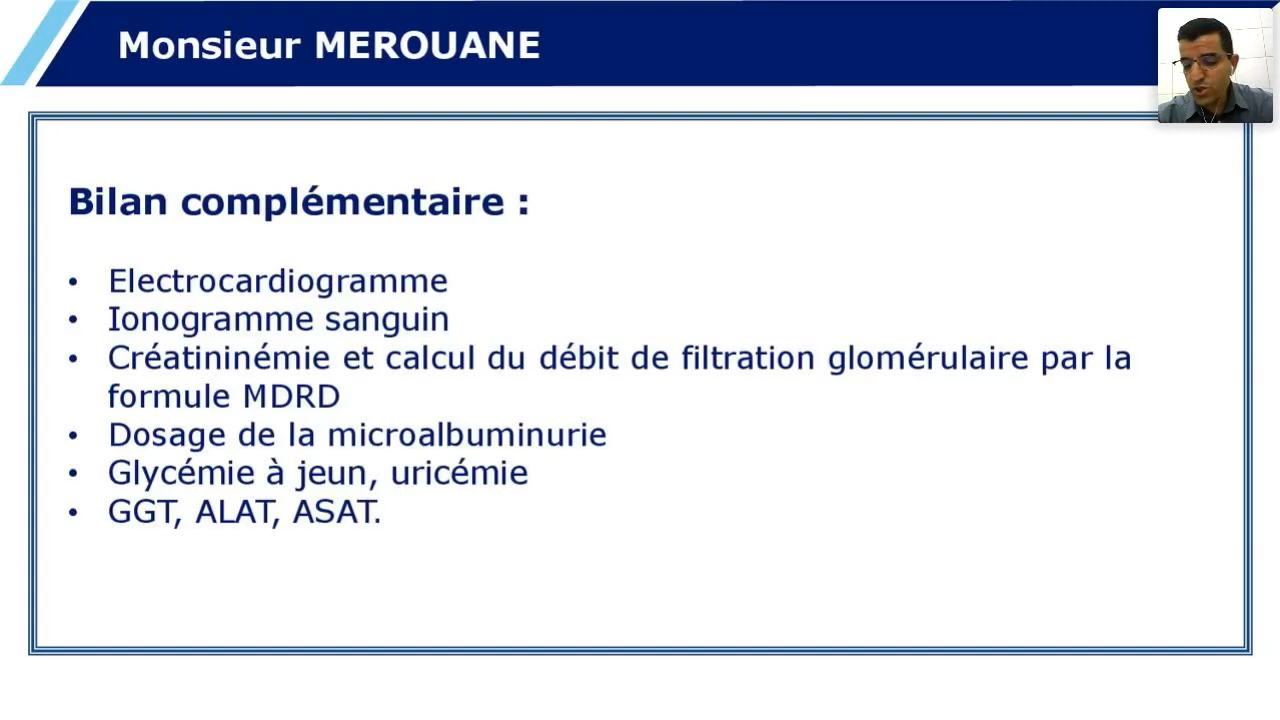 Monsieur MEROUANE
Bilan complémentaire :
• Electrocardiogramme
• Ionogramme sanguin
• Créatininémie et calcul du débit de filtration glomérulaire par la
formule MDRD
• Dosage de la microalbuminurie
• Glycémie à jeun, uricémie
• GGT, ALAT, ASAT.